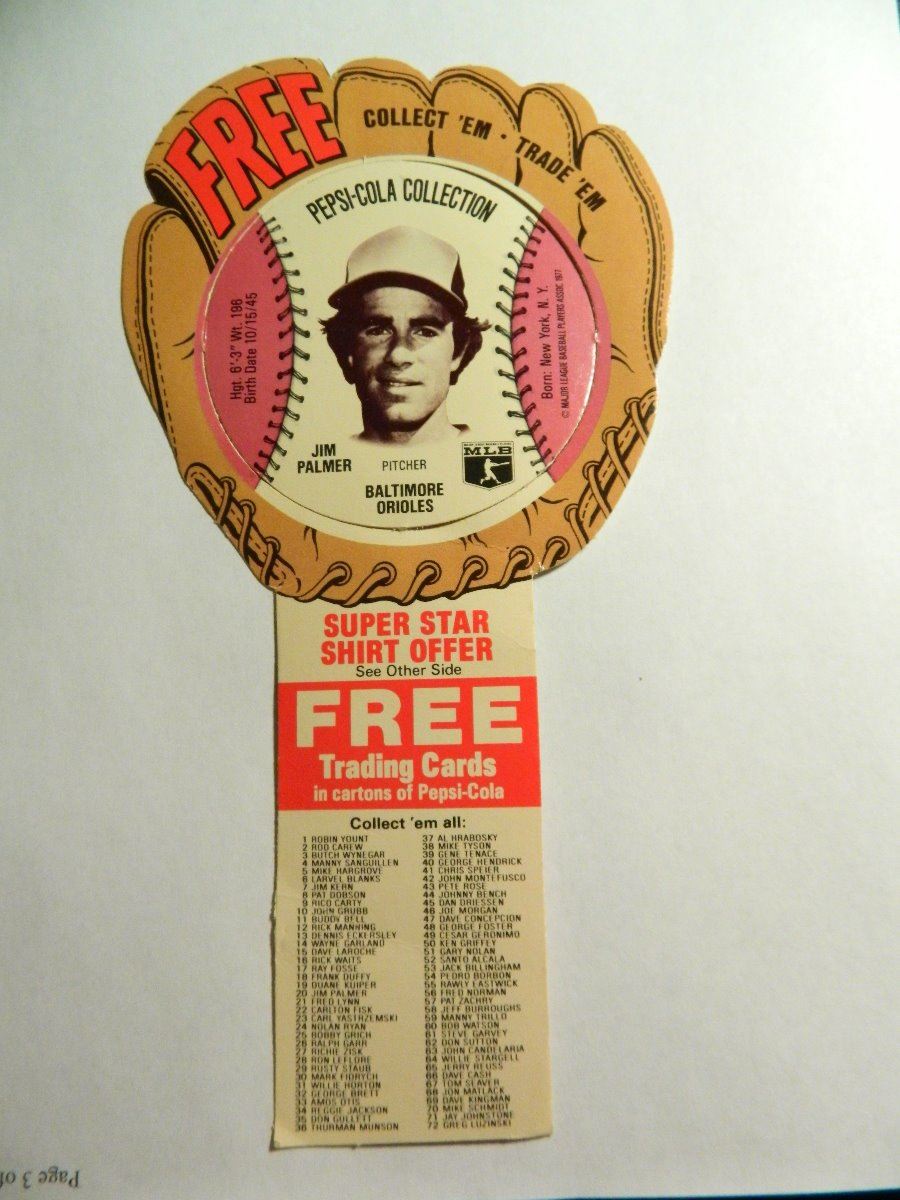 FREE
COLLECT 'EM • TRADE 'EM
PEPSI-COLA COLLECTION
Hgt. 6'-3" Wt. 196
Birth Date 10/15/45
Born: New York, N. Y.
© MAJOR LEAGUE BASEBALL PLAYERS ASSOC. 1977
JIM
PALMER
PITCHER
MLB
BALTIMORE
ORIOLES
SUPER STAR
SHIRT OFFER
See Other Side
FREE
Trading Cards
in cartons of Pepsi-Cola
Collect 'em all:
1 ROBIN YOUNT
2 ROD CAREW
3 BUTCH WYNEGAR
4 MANNY SANGUILLEN
5 MIKE HARGROVE
6 LARVEL BLANKS
7 JIM KERN
8 PAT DOBSON
9 RICO CARTY
10 JOHN GRUBB
11 BUDDY BELL
12 RICK MANNING
13 DENNIS ECKERSLEY
14 WAYNE GARLAND
15 DAVE LAROCHE
16 RICK WAITS
17 RAY FOSSE
18 FRANK DUFFY
19 DUANE KUIPER
20 JIM PALMER
21 FRED LYNN
22 CARLTON FISK
23 CARL YASTRZEMSKI
24 NOLAN RYAN
25 BOBBY GRICH
26 RALPH GARR
27 RICHIE ZISK
28 RON LEFLORE
29 RUSTY STAUB
30 MARK FIDRYCH
31 WILLIE HORTON
32 GEORGE BRETT
33 AMOS OTIS
34 REGGIE JACKSON
35 DON GULLETT
36 THURMAN MUNSON
37 AL HRABOSKY
38 MIKE TYSON
39 GENE TENACE
40 GEORGE HENDRICK
41 CHRIS SPEIER
42 JOHN MONTEFUSCO
43 PETE ROSE
44 JOHNNY BENCH
45 DAN DRIESSEN
46 JOE MORGAN
47 DAVE CONCEPCION
48 GEORGE FOSTER
49 CESAR GERONIMO
50 KEN GRIFFEY
51 GARY NOLAN
52 SANTO ALCALA
53 JACK BILLINGHAM
54 PEDRO BORBON
55 RAWLY EASTWICK
56 FRED NORMAN
57 PAT ZACHRY
58 JEFF BURROUGHS
59 MANNY TRILLO
60 BOB WATSON
61 STEVE GARVEY
62 DON SUTTON
63 JOHN CANDELARIA
64 WILLIE STARGELL
65 JERRY REUSS
66 DAVE CASH
67 TOM SEAVER
68 JON MATLACK
69 DAVE KINGMAN
70 MIKE SCHMIDT
71 JAY JOHNSTONE
72 GREG LUZINSKI
Page 3 of